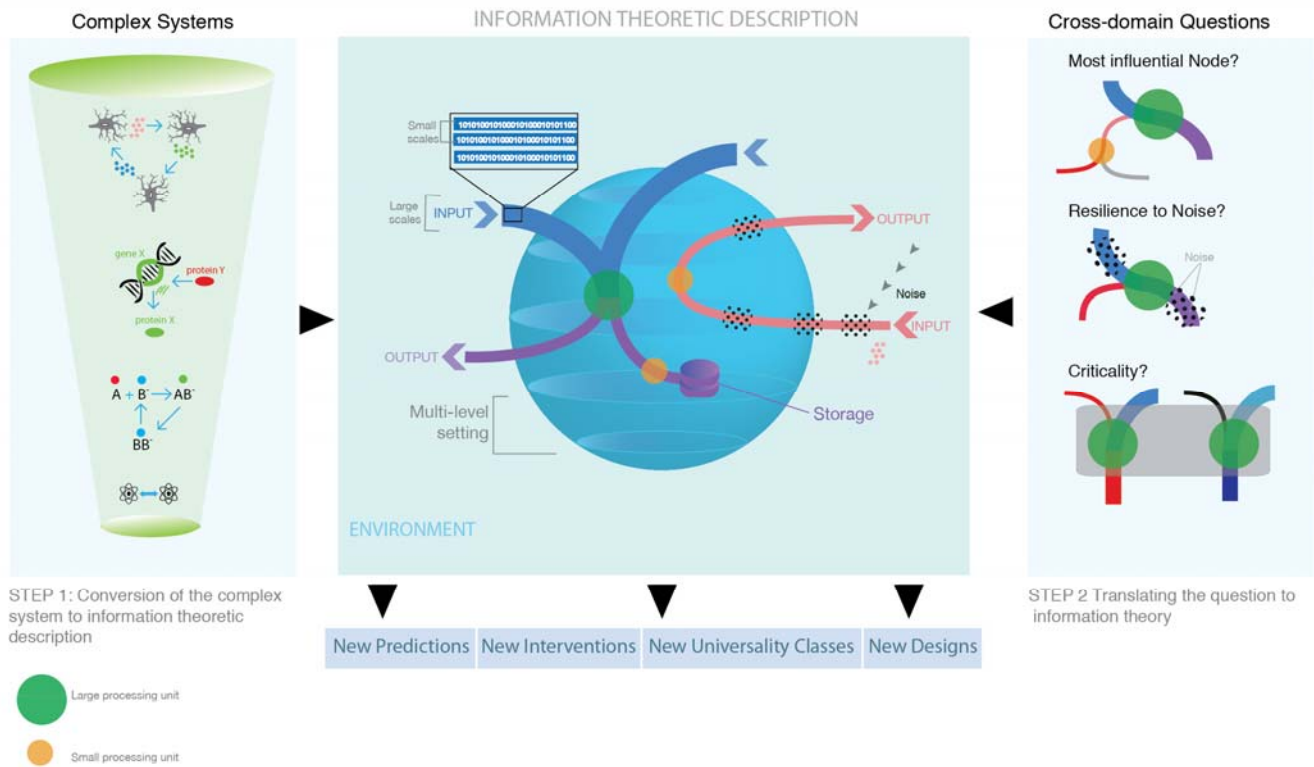 Complex Systems
INFORMATION THEORETIC DESCRIPTION
Cross-domain Questions
gene X
protein Y
protein X
A + B- AB-
BB-
STEP 1: Conversion of the complex
system to information theoretic
description
Large processing unit
Small processing unit
Small
scales
10101001010001010001010101100
10101001010001010001010101100
10101001010001010001010101100
Large
scales
INPUT
OUTPUT
Noise
INPUT
OUTPUT
Storage
Multi-level
setting
ENVIRONMENT
New Predictions
New Interventions
New Universality Classes
New Designs
Most influential Node?
Resilience to Noise?
Noise
Criticality?
STEP 2 Translating the question to
information theory